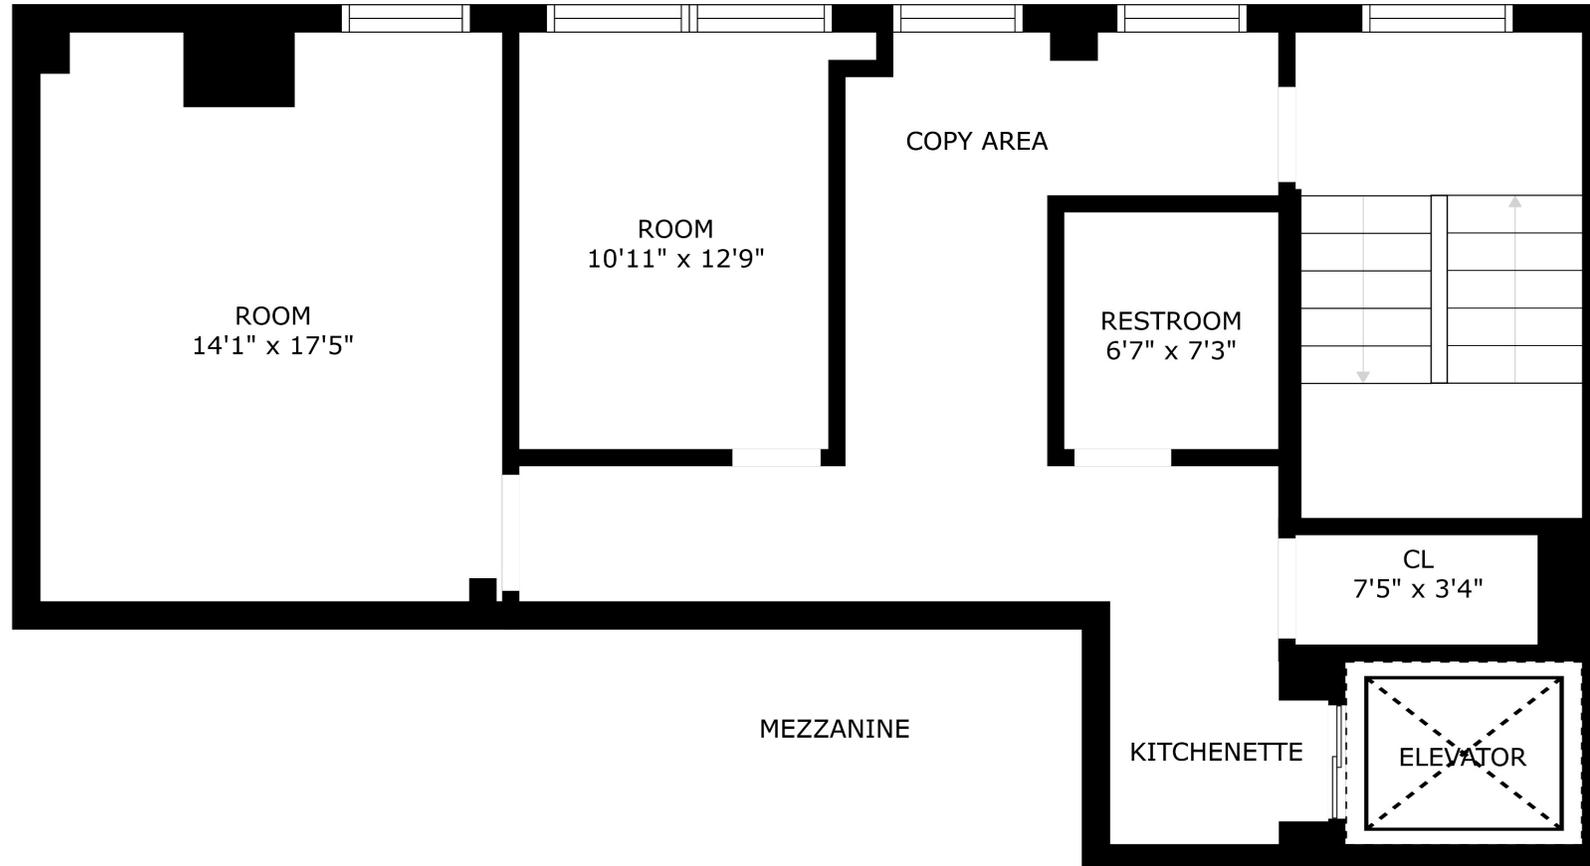 COPY AREA
ROOM
10'11" x 12'9"
ROOM
14'1" x 17'5"
RESTROOM
6'7" x 7'3"
CL
7'5" x 3'4"
MEZZANINE
KITCHENETTE
ELEVATOR